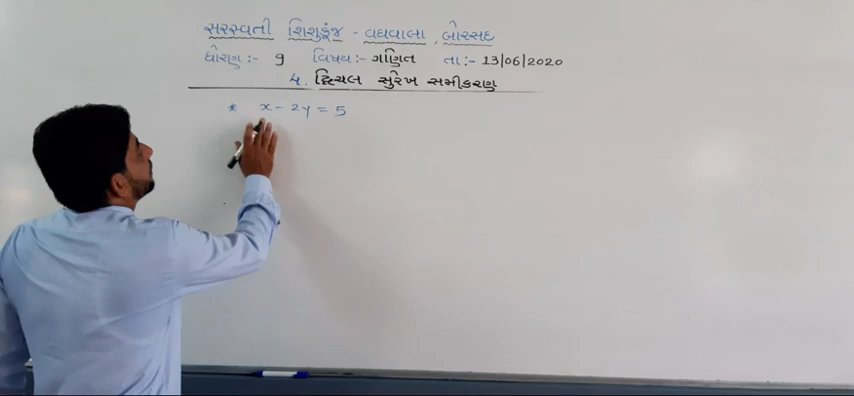 સરસ્વતી શિશુકુંજ - વઘવાલા, બોરસદ
ધોરણ :- 9 વિષય :- ગણિત તા :- 13/06/2020
4. દ્વિચલ સુરેખ સમીકરણ
* x - 2y = 5